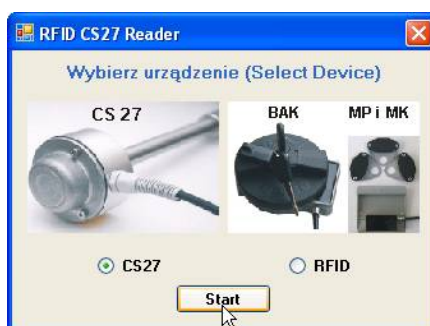 RFID CS27 Reader
Wybierz urządzenie (Select Device)
CS 27 BAK MP i MK
CS27 RFID
Start